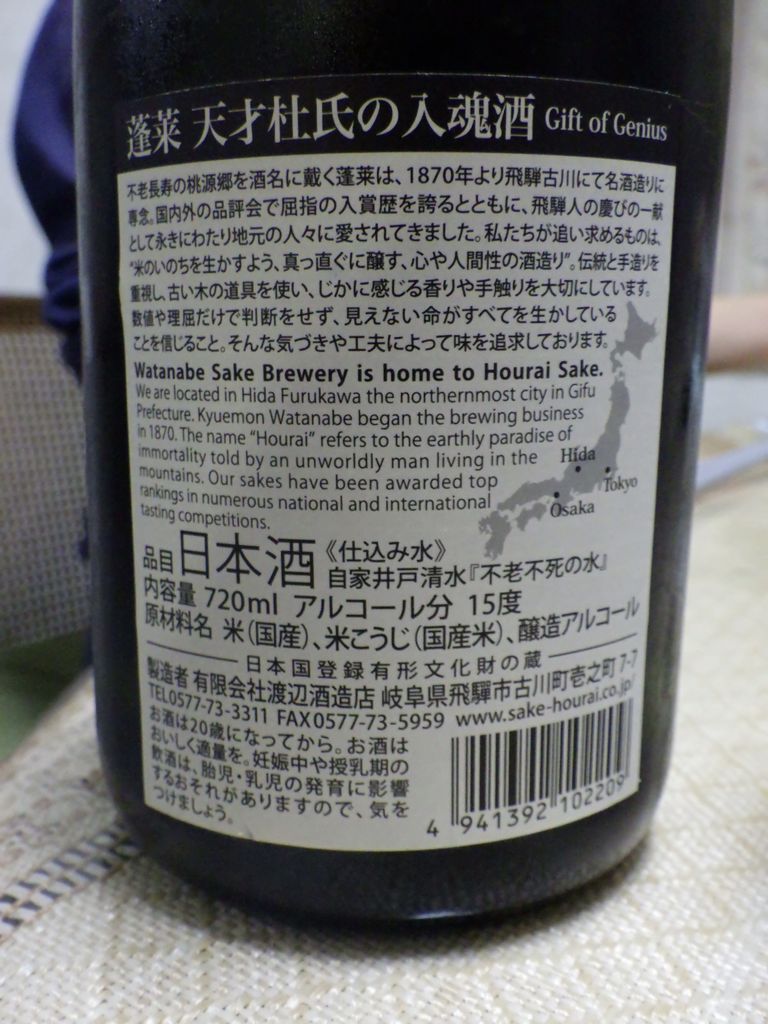 蓬莱 天才杜氏の入魂酒 Gift of Genius
不老長寿の桃源郷を酒名に戴く蓬莱は、1870年より飛騨古川にて名酒造りに
専念。国内外の品評会で屈指の入賞歴を誇るとともに、飛騨人の慶びの一献
として永きにわたり地元の人々に愛されてきました。私たちが追い求めるものは、
"米のいのちを生かすよう、真っ直ぐに醸す、心や人間性の酒造り"。伝統と手造りを
重視し、古い木の道具を使い、じかに感じる香りや手触りを大切にしています。
数値や理屈だけで判断をせず、見えない命がすべてを生かしている
ことを信じること。そんな気づきや工夫によって味を追求しております。
Watanabe Sake Brewery is home to Hourai Sake.
We are located in Hida Furukawa the northernmost city in Gifu
Prefecture. Kyuemon Watanabe began the brewing business
in 1870. The name "Hourai" refers to the earthly paradise of
immortality told by an unworldly man living in the
mountains. Our sakes have been awarded top
rankings in numerous national and international
tasting competitions.
Hida
Tokyo
Osaka
品目 日本酒 《仕込み水》
自家井戸清水『不老不死の水』
内容量 720ml アルコール分 15度
原材料名 米(国産)、米こうじ(国産米)、醸造アルコール
日本国登録有形文化財の蔵
製造者 有限会社渡辺酒造店 岐阜県飛騨市古川町壱之町 7-7
TEL0577-73-3311 FAX0577-73-5959 www.sake-hourai.co.jp/
お酒は20歳になってから。お酒は
おいしく適量を。妊娠中や授乳期の
飲酒は、胎児・乳児の発育に影響
するおそれがありますので、気を
つけましょう。
4 941392 102209